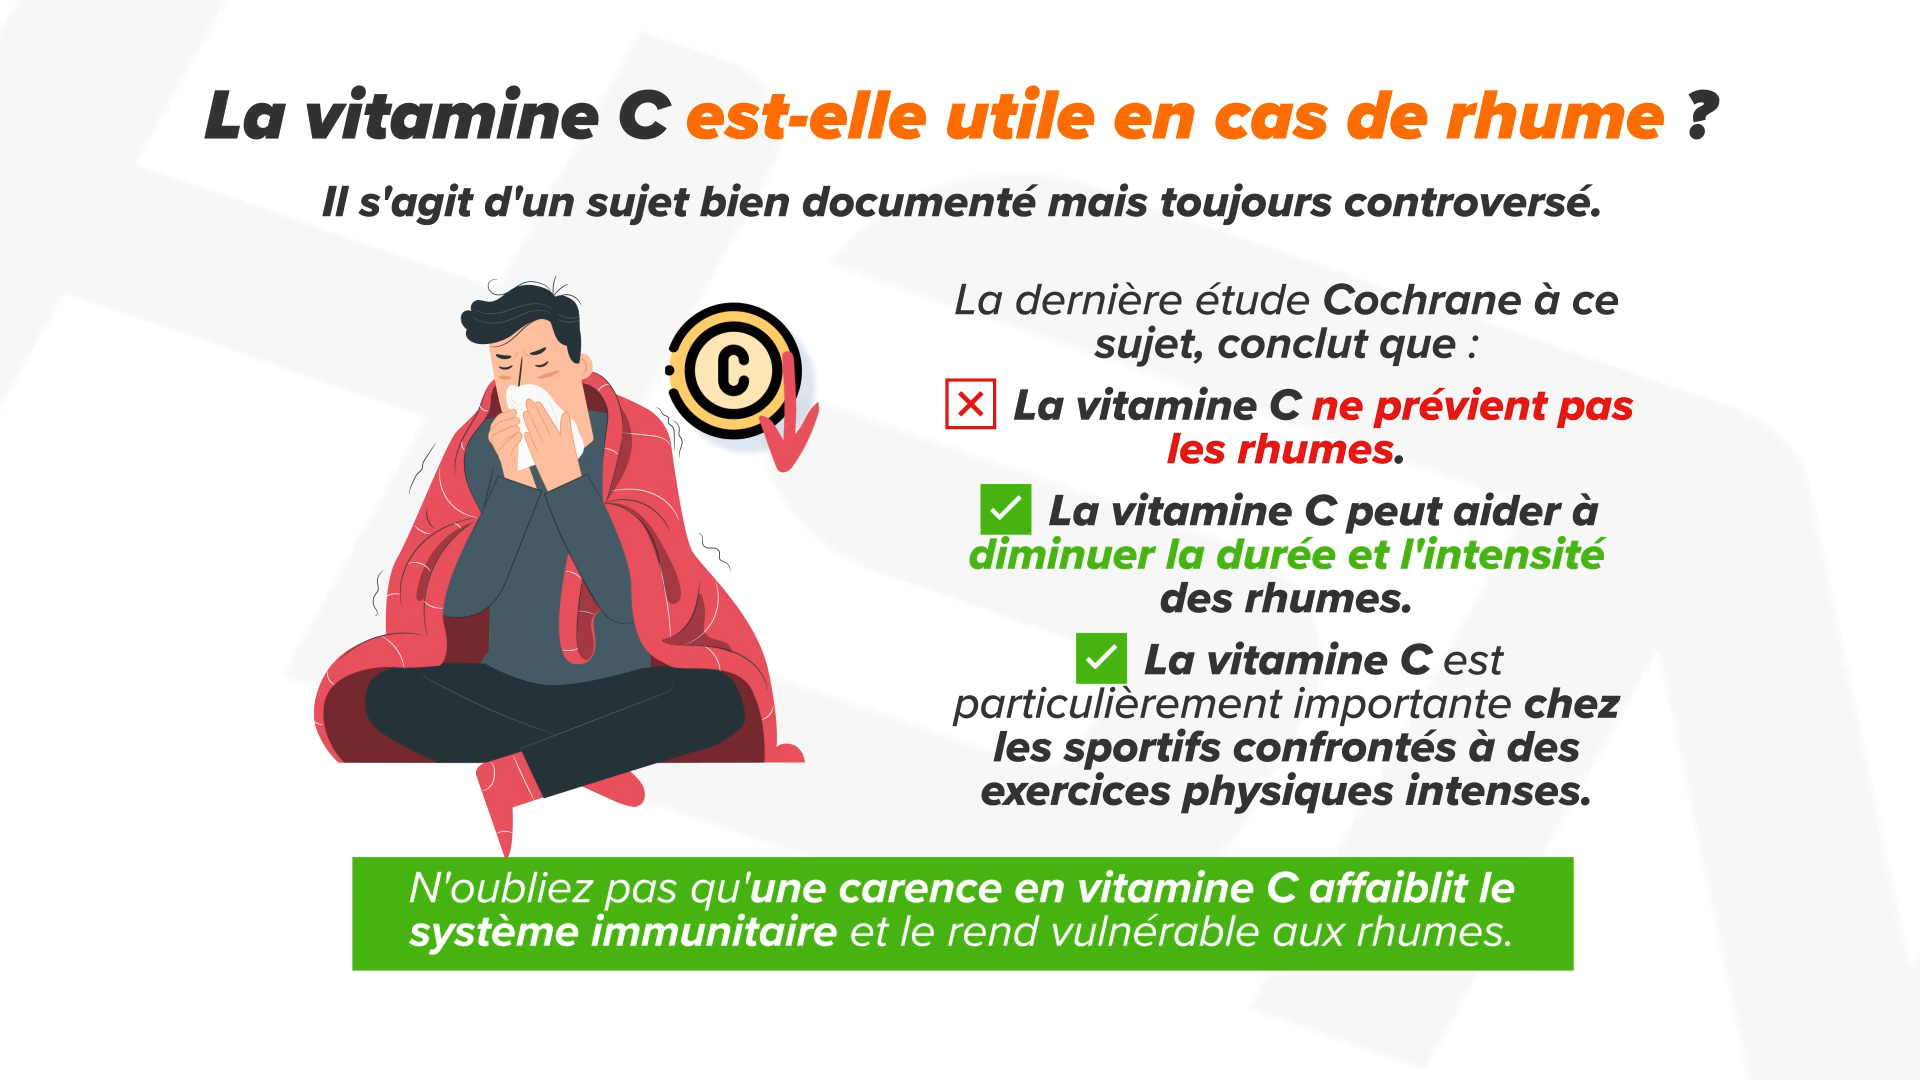 La vitamine C est-elle utile en cas de rhume ?
Il s'agit d'un sujet bien documenté mais toujours controversé.
C
La dernière étude Cochrane à ce
sujet, conclut que :
La vitamine C ne prévient pas
les rhumes.
La vitamine C peut aider à
diminuer la durée et l'intensité
des rhumes.
La vitamine C est
particulièrement importante chez
les sportifs confrontés à des
exercices physiques intenses.
N'oubliez pas qu'une carence en vitamine C affaiblit le
système immunitaire et le rend vulnérable aux rhumes.